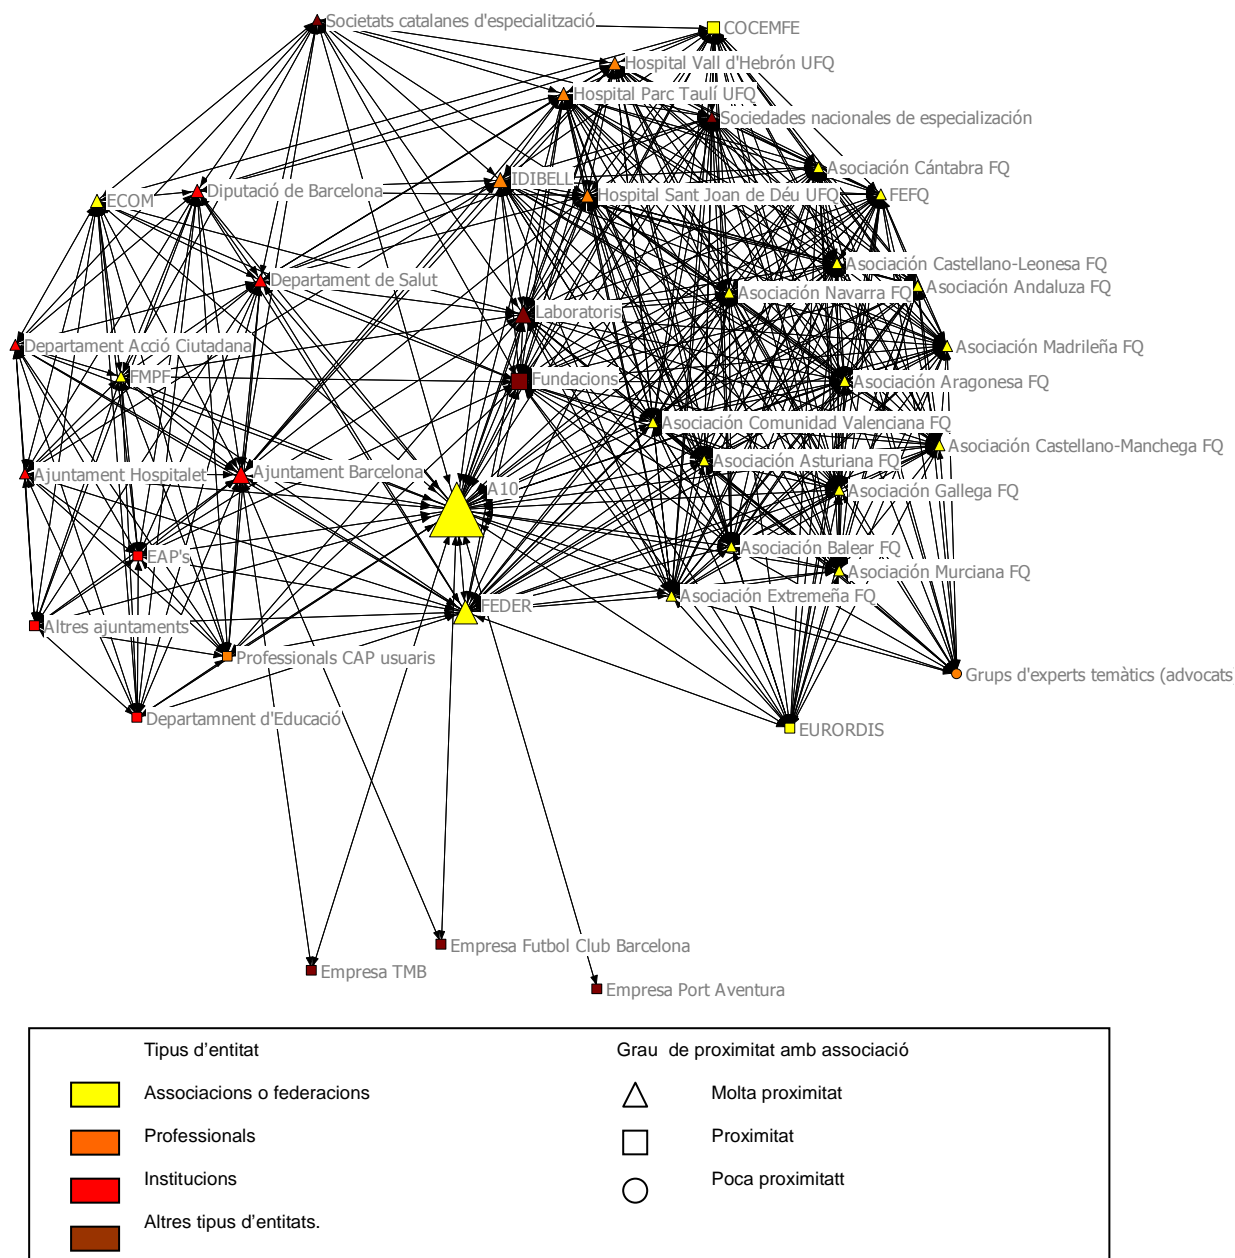 Societats catalanes d'especialització
COCEMFE
Hospital Vall d'Hebrón UFQ
Hospital Parc Taulí UFQ
Sociedades nacionales de especialización
Asociación Cántabra FQ
IDIBELL
Diputació de Barcelona
Hospital Sant Joan de Déu UFQ
FEFQ
ECOM
Asociación Castellano-Leonesa FQ
Departament de Salut
Asociación Andaluza FQ
Asociación Navarra FQ
Laboratoris
Departament Acció Ciutadana
Asociación Madrileña FQ
FMPF
Fundacions
Asociación Aragonesa FQ
Asociación Comunidad Valenciana FQ
Asociación Castellano-Manchega FQ
Asociación Asturiana FQ
Ajuntament Hospitalet
Ajuntament Barcelona
A10
Asociación Gallega FQ
EAP's
Asociación Balear FQ
Asociación Murciana FQ
Asociación Extremeña FQ
FEDER
Altres ajuntaments
Professionals CAP usuaris
Grups d'experts temàtics (advocats
Departamnent d'Educació
EURORDIS
Empresa Futbol Club Barcelona
Empresa TMB
Empresa Port Aventura
Tipus d'entitat
Grau de proximitat amb associació
Associacions o federacions
Molta proximitat
Professionals
Proximitat
Institucions
Poca proximitatt
Altres tipus d'entitats.